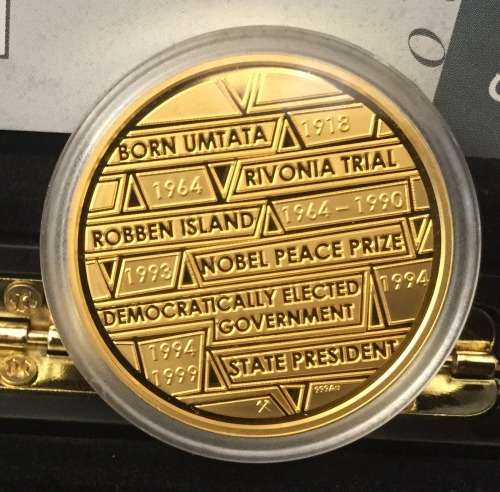 BORN UMTATA 1918
1964 RIVONIA TRIAL
ROBBEN ISLAND 1964 - 1990
1993 NOBEL PEACE PRIZE
DEMOCRATICALLY ELECTED 1994
GOVERNMENT
1994
1999 STATE PRESIDENT
999Au